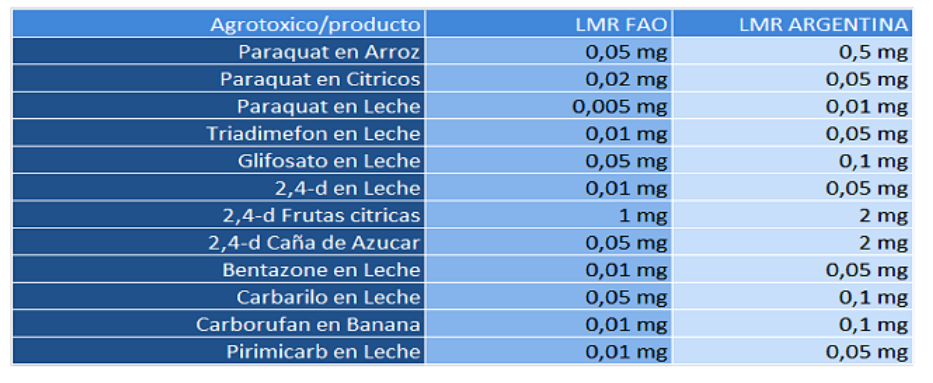 Agrotoxico/producto LMR FAO LMR ARGENTINA
Paraquat en Arroz 0,05 mg 0,5 mg
Paraquat en Citricos 0,02 mg 0,05 mg
Paraquat en Leche 0,005 mg 0,01 mg
Triadimefon en Leche 0,01 mg 0,05 mg
Glifosato en Leche 0,05 mg 0,1 mg
2,4-d en Leche 0,01 mg 0,05 mg
2,4-d Frutas citricas 1 mg 2 mg
2,4-d Caña de Azucar 0,05 mg 2 mg
Bentazone en Leche 0,01 mg 0,05 mg
Carbarilo en Leche 0,05 mg 0,1 mg
Carborufan en Banana 0,01 mg 0,1 mg
Pirimicarb en Leche 0,01 mg 0,05 mg